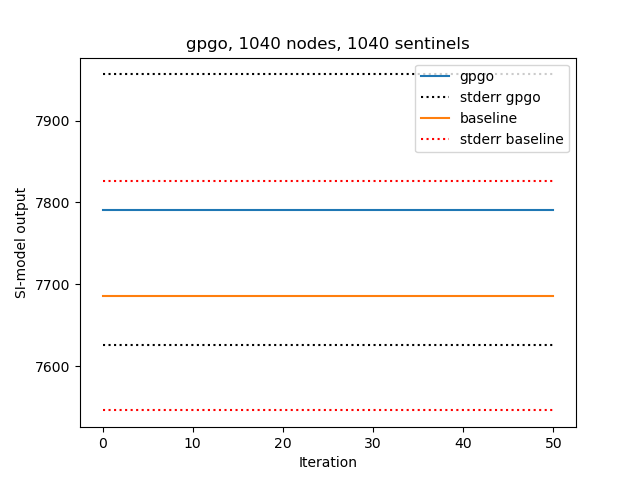 gpgo, 1040 nodes, 1040 sentinels
gpgo
stderr gpgo
baseline
stderr baseline
SI-model output
7900
7800
7700
7600
0 10 20 30 40 50
Iteration